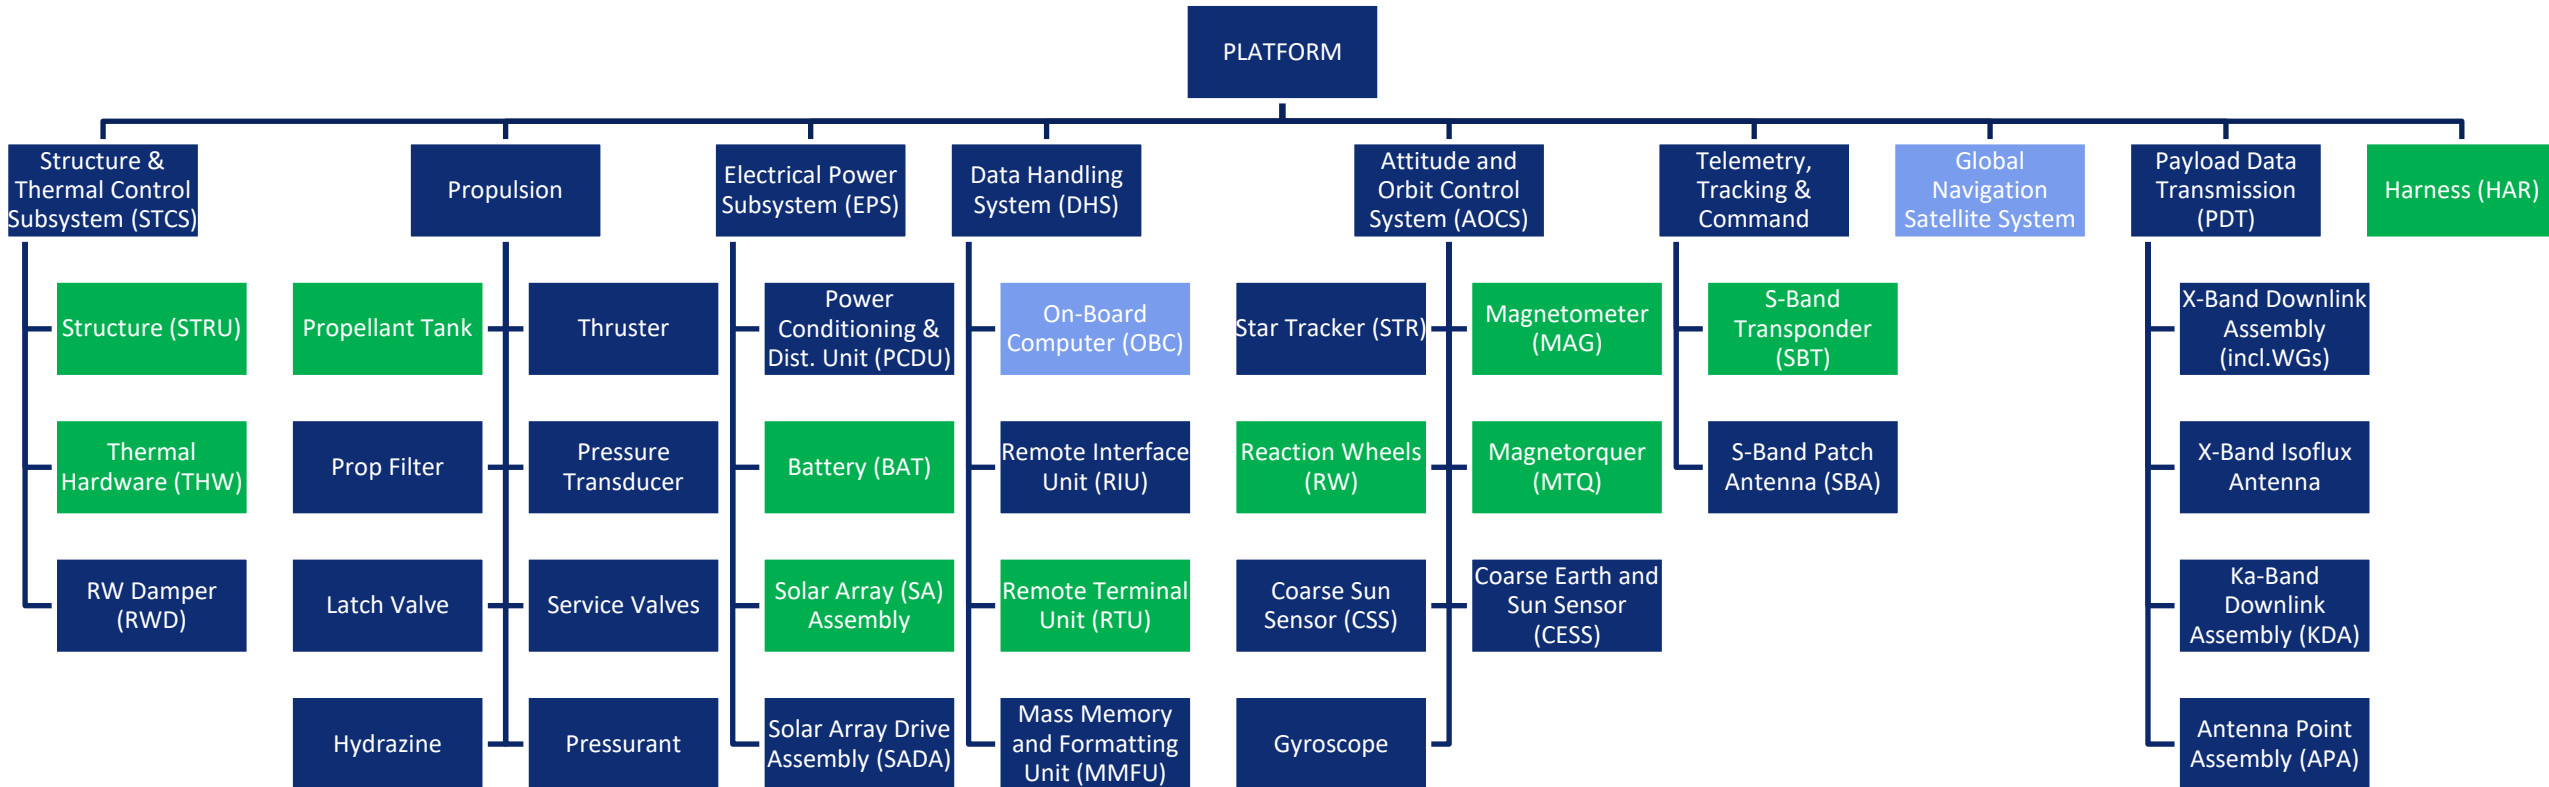 PLATFORM
Structure &
Thermal Control
Subsystem (STCS)
Propulsion
Electrical Power
Subsystem (EPS)
Data Handling
System (DHS)
Attitude and
Orbit Control
System (AOCS)
Telemetry,
Tracking &
Command
Global
Navigation
Satellite System
Payload Data
Transmission
(PDT)
Harness (HAR)
Structure (STRU)
Propellant Tank
Thruster
Power
Conditioning &
Dist. Unit (PCDU)
On-Board
Computer (OBC)
Star Tracker (STR)
Magnetometer
(MAG)
S-Band
Transponder
(SBT)
X-Band Downlink
Assembly
(incl.WGs)
Thermal
Hardware (THW)
Prop Filter
Pressure
Transducer
Battery (BAT)
Remote Interface
Unit (RIU)
Reaction Wheels
(RW)
Magnetorquer
(MTQ)
S-Band Patch
Antenna (SBA)
X-Band Isoflux
Antenna
RW Damper
(RWD)
Latch Valve
Service Valves
Solar Array (SA)
Assembly
Remote Terminal
Unit (RTU)
Coarse Sun
Sensor (CSS)
Coarse Earth and
Sun Sensor
(CESS)
Ka-Band
Downlink
Assembly (KDA)
Hydrazine
Pressurant
Solar Array Drive
Assembly (SADA)
Mass Memory
and Formatting
Unit (MMFU)
Gyroscope
Antenna Point
Assembly (APA)